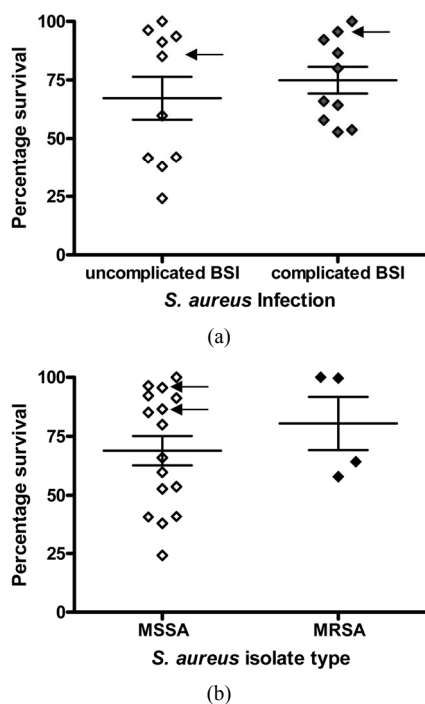 100
75
50
25
0
Percentage survival
uncomplicated BSI complicated BSI
S. aureus Infection
(a)
100
75
50
25
0
Percentage survival
MSSA MRSA
S. aureus isolate type
(b)